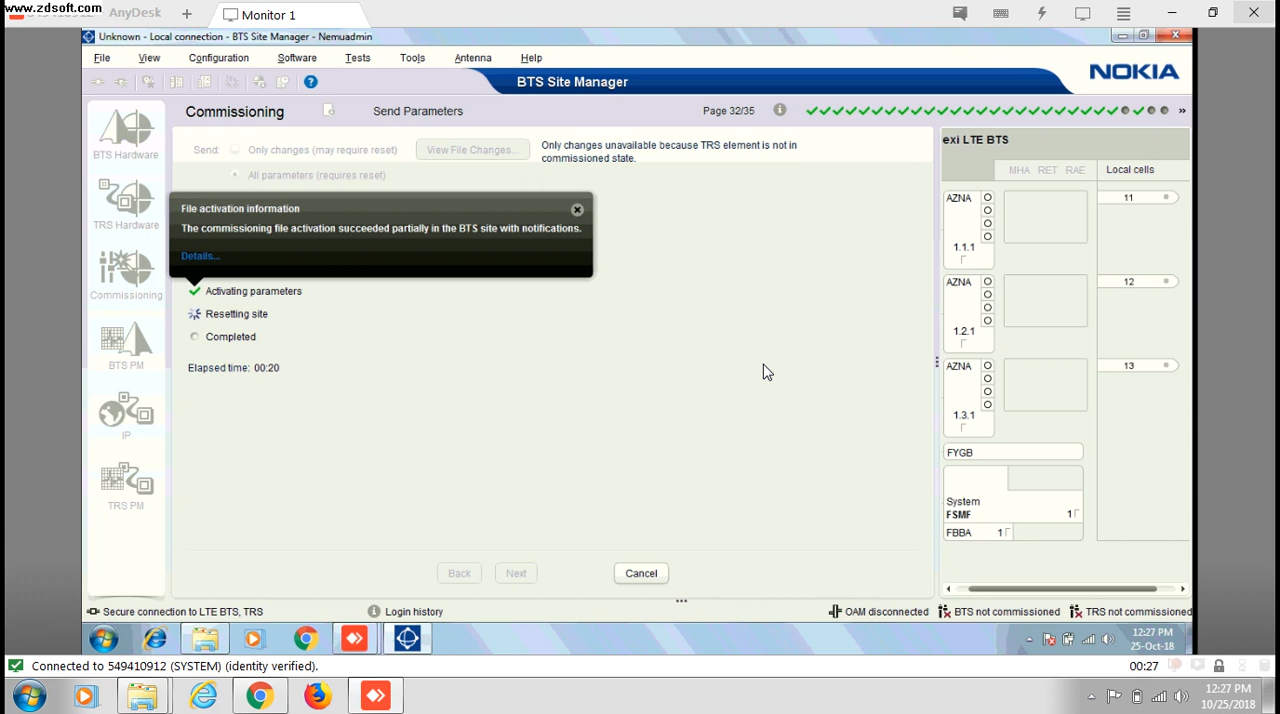 www.zdsoft.com
AnyDesk
Monitor 1
Unknown - Local connection - BTS Site Manager - Nemuadmin
File View Configuration Software Tests Tools Antenna Help
BTS Site Manager
NOKIA
Commissioning
Send Parameters
Page 32/35
»
Send: Only changes (may require reset)
View File Changes...
Only changes unavailable because TRS element is not in
commissioned state.
All parameters (requires reset)
File activation information
The commissioning file activation succeeded partially in the BTS site with notifications.
Details...
Activating parameters
Resetting site
Completed
Elapsed time: 00:20
Back Next Cancel
BTS Hardware
TRS Hardware
Commissioning
BTS PM
IP
TRS PM
exi LTE BTS
MHA RET RAE Local cells
AZNA
1.1.1
11
AZNA
1.2.1
12
AZNA
1.3.1
13
FYGB
System
FSMF 1
FBBA 1
Secure connection to LTE BTS, TRS
Login history
OAM disconnected
BTS not commissioned
TRS not commissioned
12:27 PM
25-Oct-18
Connected to 549410912 (SYSTEM) (identity verified).
00:27
12:27 PM
10/25/2018